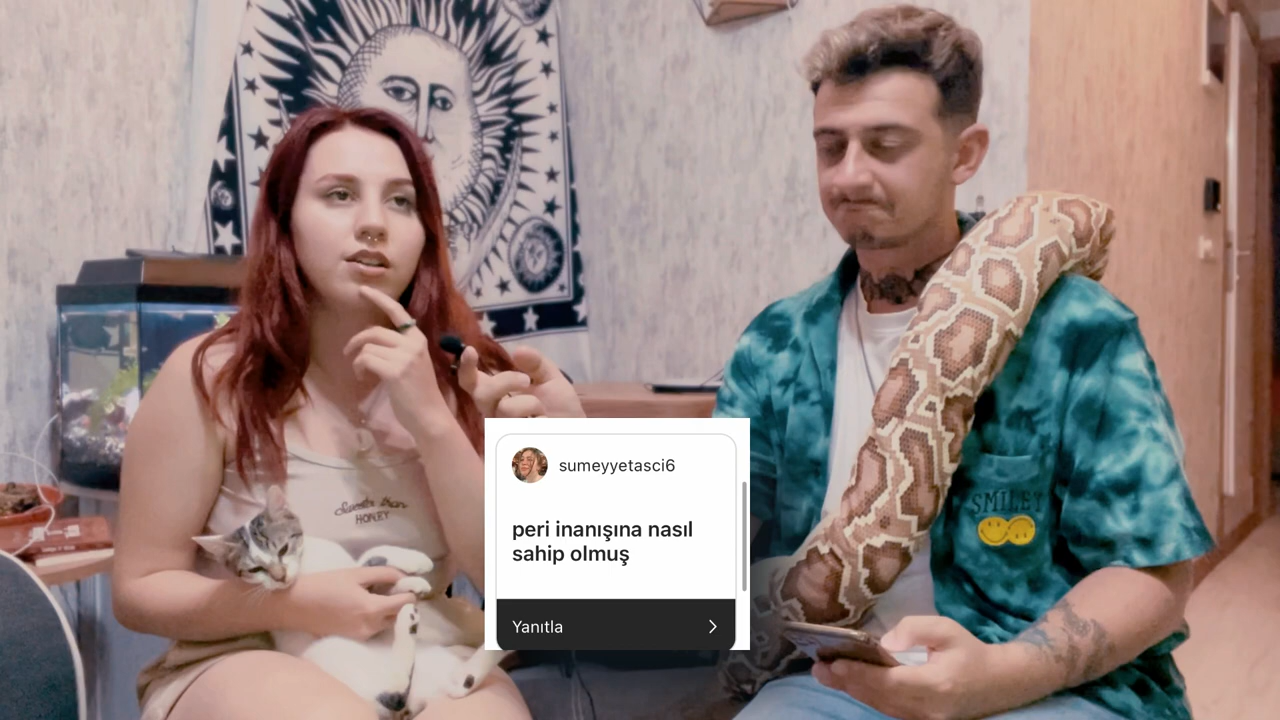 Sweeter than
HONEY
sumeyyetasci6
peri inanışına nasıl
sahip olmuş
Yanıtla
SMILEY